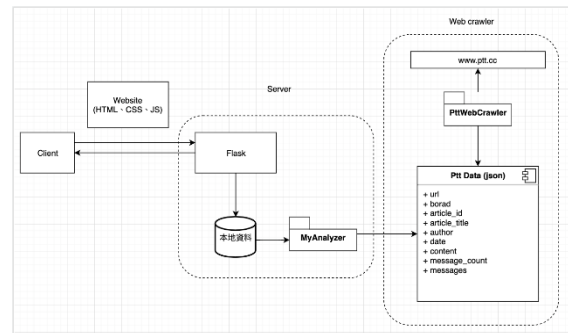 Web crawler
www.ptt.cc
Website
(HTML、CSS、JS)
Server
PttWebCrawler
Client
Flask
Ptt Data (json)
+ url
+ borad
+ article_id
+ article_title
+ author
+ date
+ content
+ message_count
+ messages
本地資料
MyAnalyzer